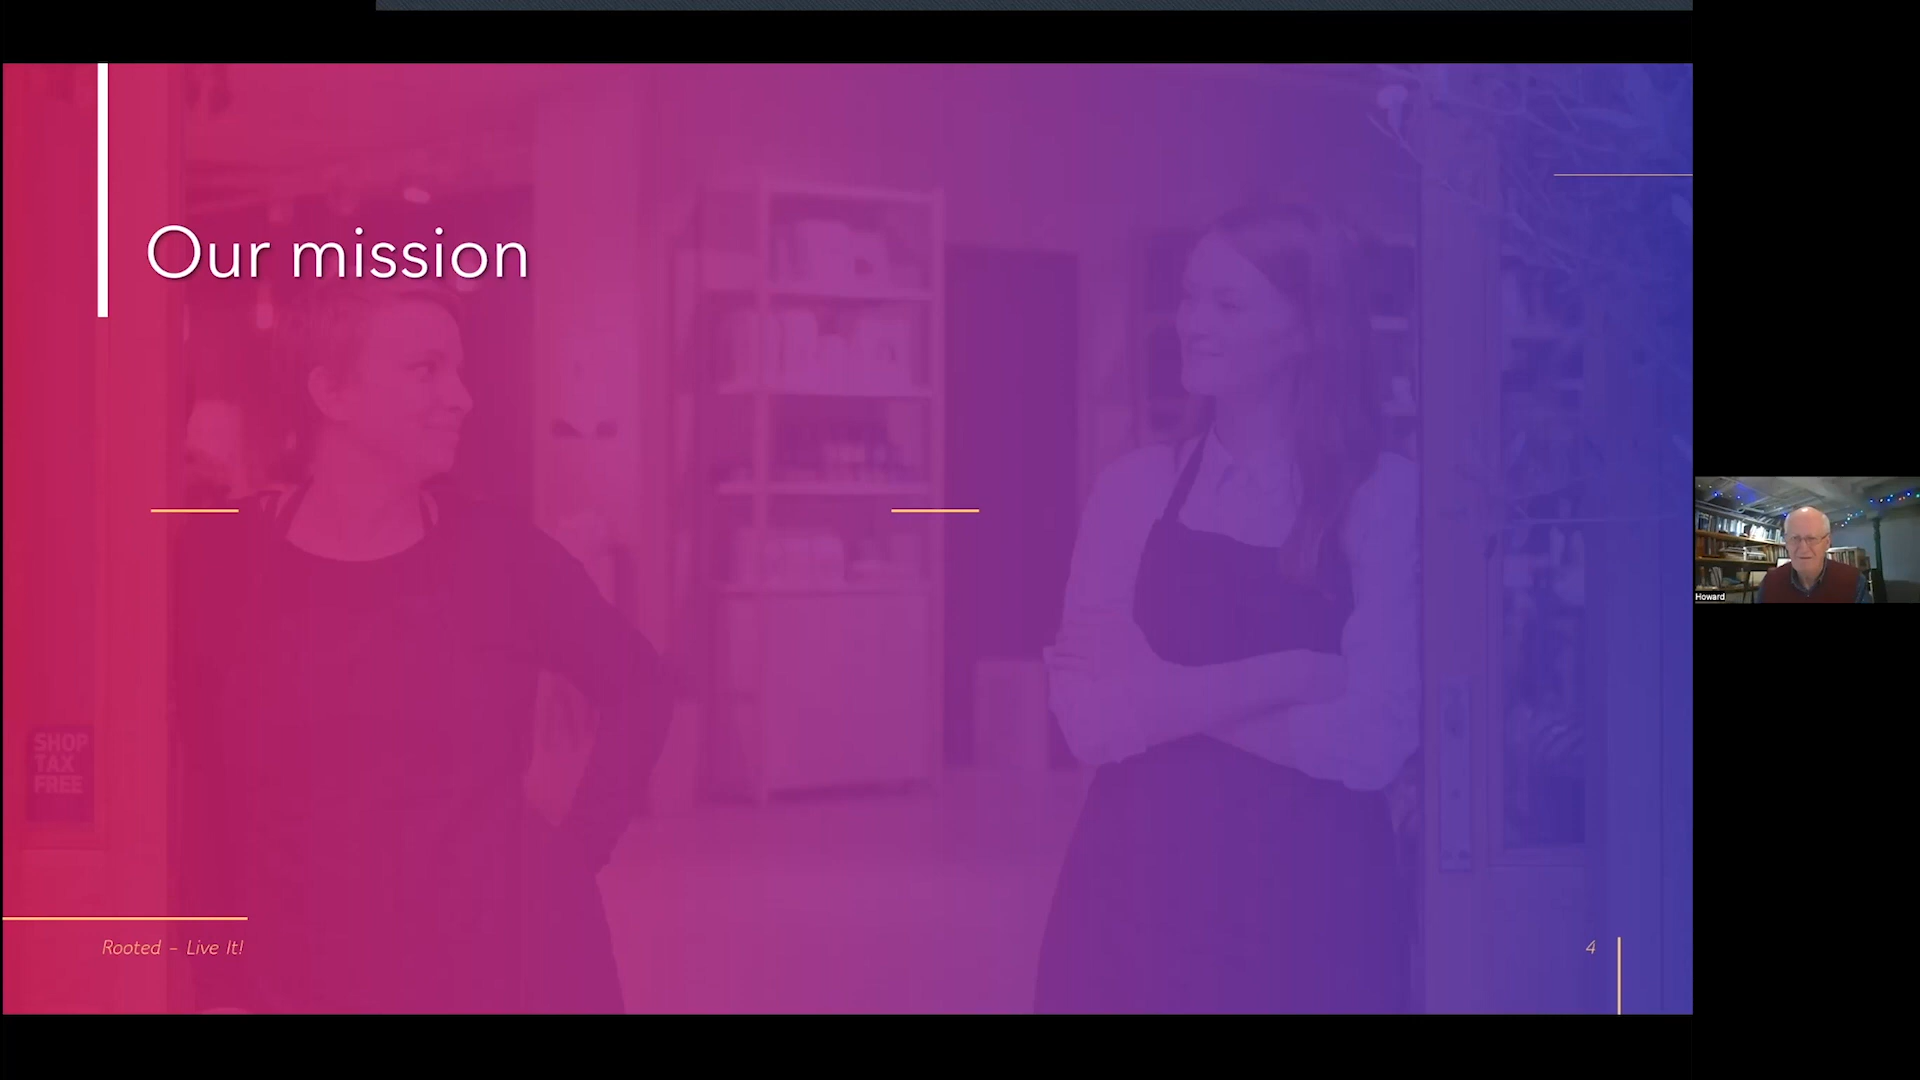 Our mission
SHOP
TAX
FREE
Rooted – Live It!
4
Howard